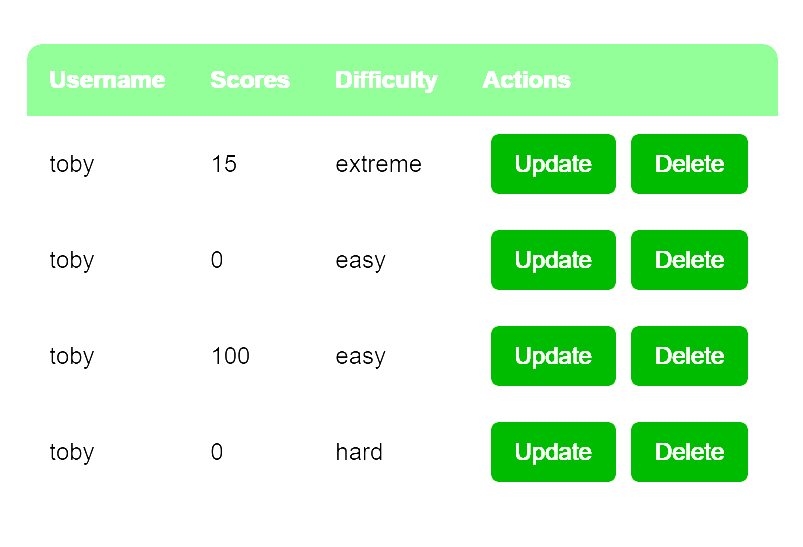 Username Scores Difficulty Actions
toby 15 extreme Update Delete
toby 0 easy Update Delete
toby 100 easy Update Delete
toby 0 hard Update Delete